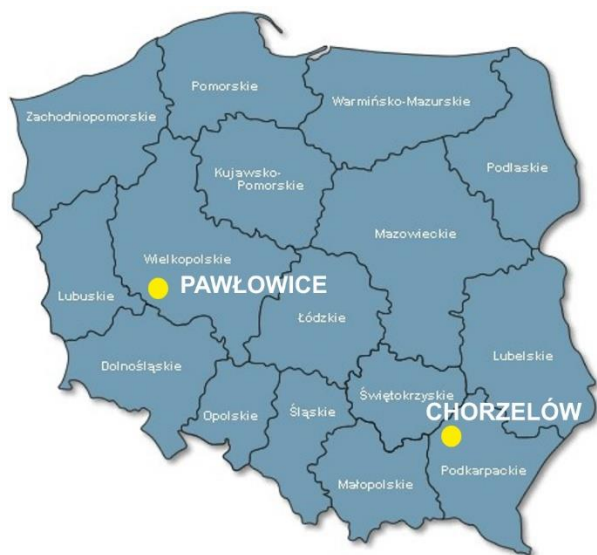 Pomorskie
Warmińsko-Mazurskie
Zachodniopomorskie
Podlaskie
Kujawsko-
Pomorskie
Mazowieckie
Wielkopolskie
PAWŁOWICE
Lubuskie
Łódzkie
Lubelskie
Dolnośląskie
Świętokrzyskie
Opolskie
Śląskie
CHORZELÓW
Podkarpackie
Małopolskie